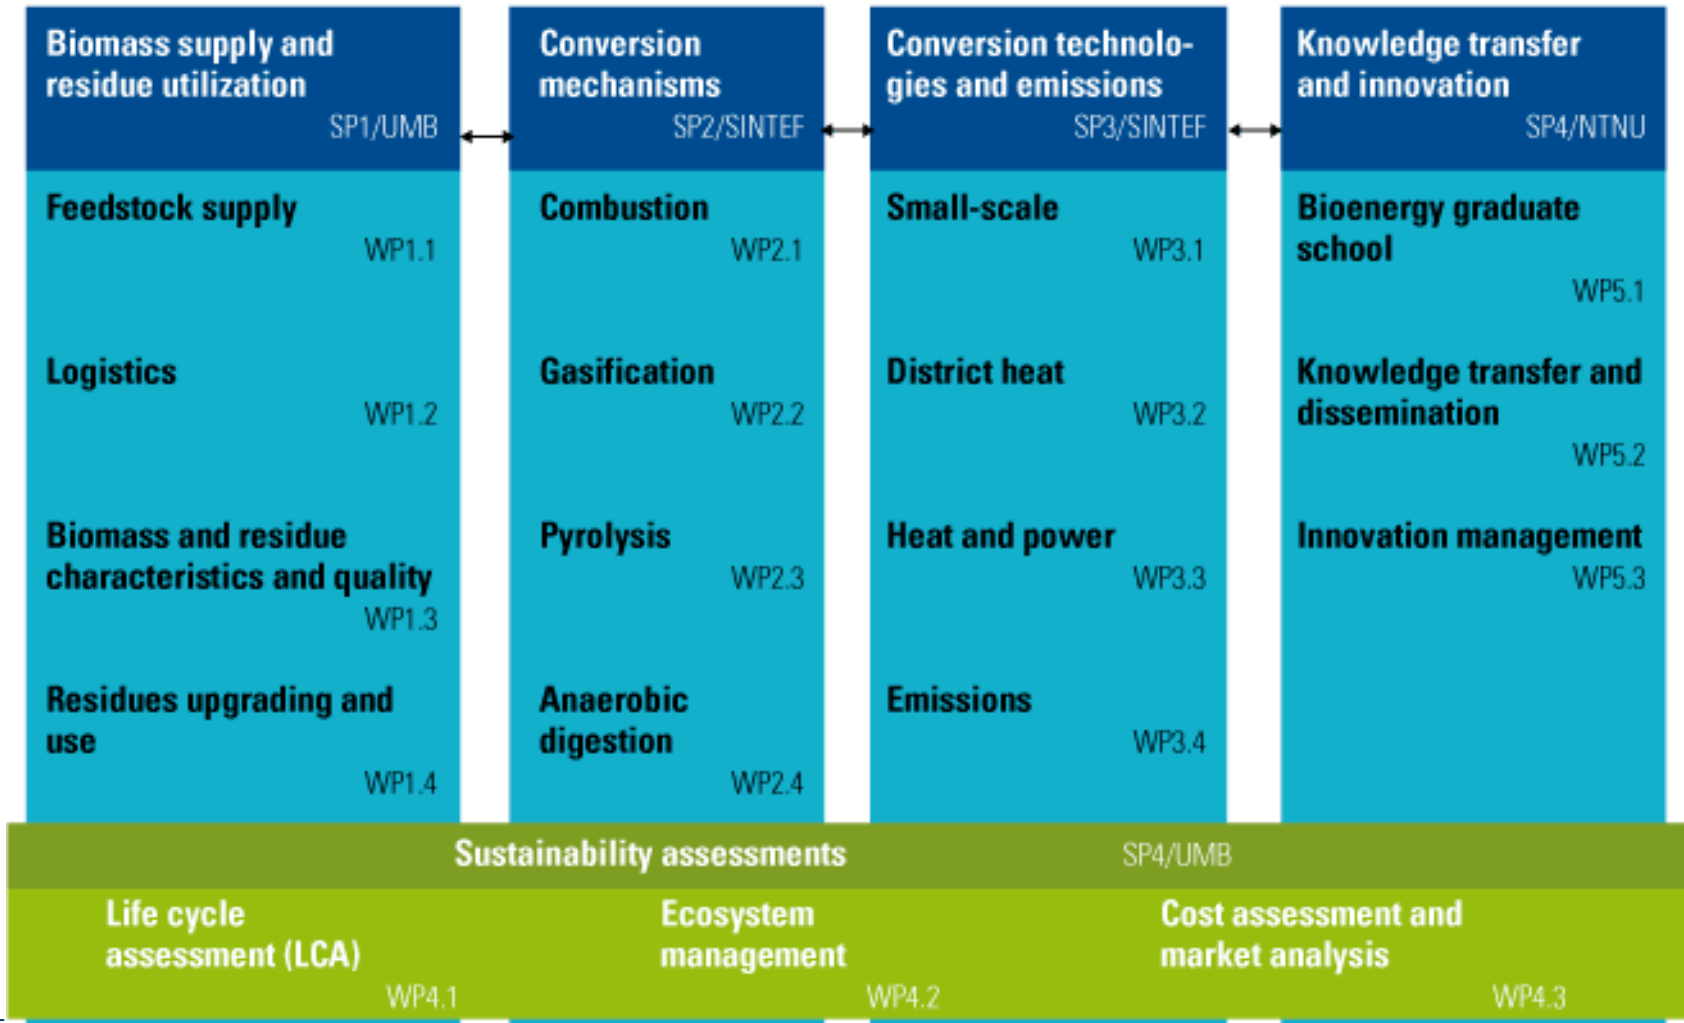 Biomass supply and
residue utilization
SP1/UMB
Feedstock supply
WP1.1
Logistics
WP1.2
Biomass and residue
characteristics and quality
WP1.3
Residues upgrading and
use
WP1.4
Conversion
mechanisms
SP2/SINTEF
Combustion
WP2.1
Gasification
WP2.2
Pyrolysis
WP2.3
Anaerobic
digestion
WP2.4
Conversion technolo-
gies and emissions
SP3/SINTEF
Small-scale
WP3.1
District heat
WP3.2
Heat and power
WP3.3
Emissions
WP3.4
Knowledge transfer
and innovation
SP4/NTNU
Bioenergy graduate
school
WP5.1
Knowledge transfer and
dissemination
WP5.2
Innovation management
WP5.3
Sustainability assessments SP4/UMB
Life cycle
assessment (LCA)
WP4.1
Ecosystem
management
WP4.2
Cost assessment and
market analysis
WP4.3